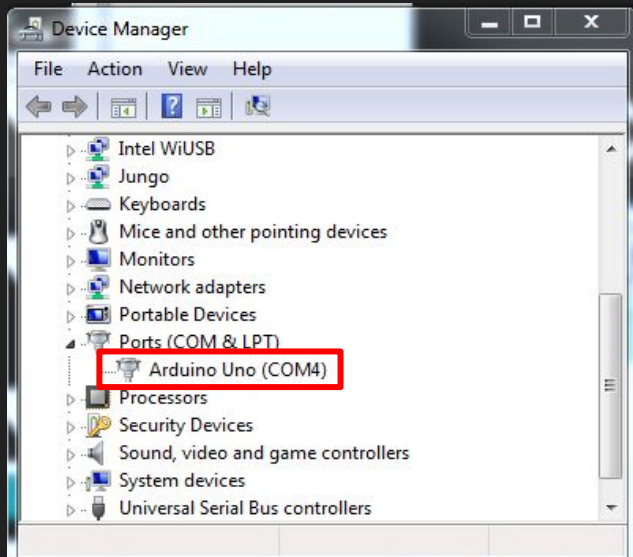 Device Manager
File Action View Help
Intel WiUSB
Jungo
Keyboards
Mice and other pointing devices
Monitors
Network adapters
Portable Devices
Ports (COM & LPT)
Arduino Uno (COM4)
Processors
Security Devices
Sound, video and game controllers
System devices
Universal Serial Bus controllers